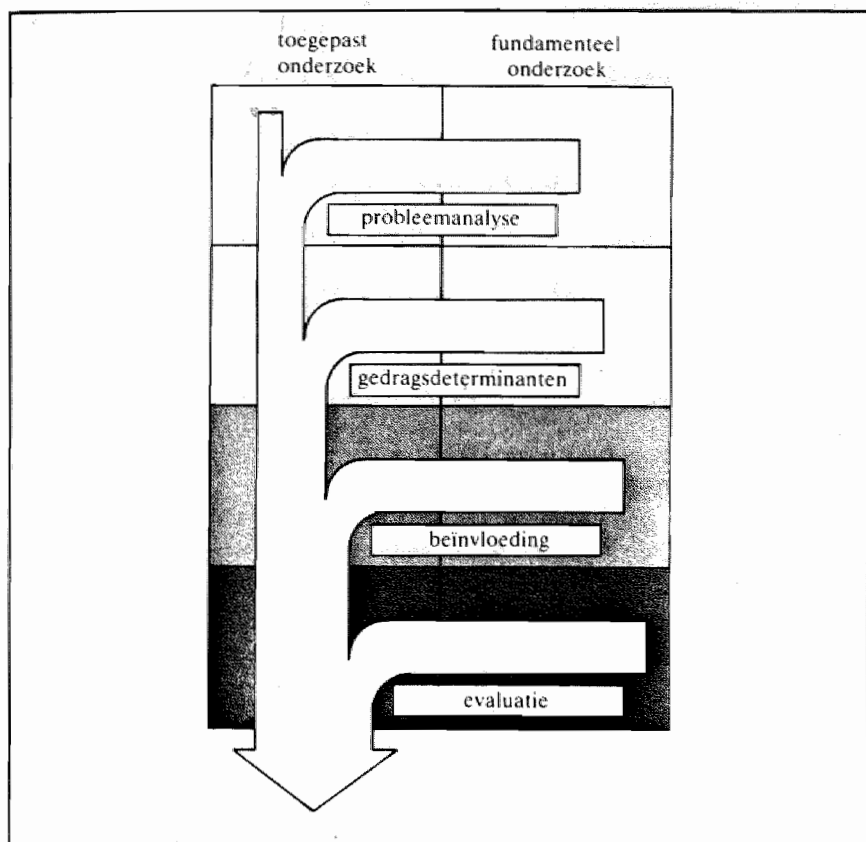 toegepast
onderzoek
fundamenteel
onderzoek
probleemanalyse
gedragsdeterminanten
beïnvloeding
evaluatie